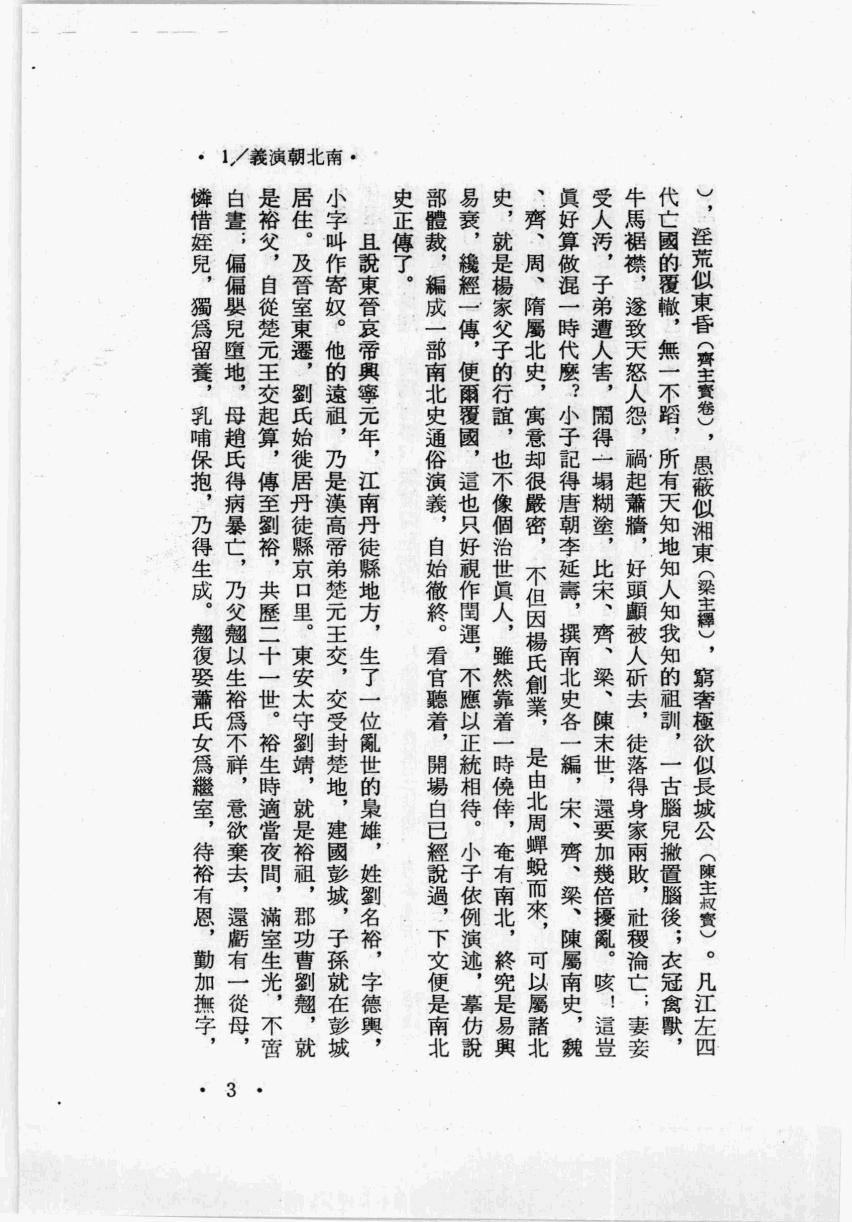 • 1／義演朝北南 •
），淫荒似東昏（齊主寶卷），愚蔽似湘東（梁主繹），窮奢極欲似長城公（陳主叔寶）。凡江左四
代亡國的覆轍，無一不蹈，所有天知地知人知我知的祖訓，一古腦兒撇置腦後；衣冠禽獸，
牛馬裾襟，遂致天怒人怨，禍起蕭牆，好頭顱被人斫去，徒落得身家兩敗，社稷淪亡；妻妾
受人汚，子弟遭人害，鬧得一塌糊塗，比宋、齊、梁、陳末世，還要加幾倍擾亂。咳！這豈
眞好算做混一時代麼？小子記得唐朝李延壽，撰南北史各一編，宋、齊、梁、陳屬南史，魏
、齊、周、隋屬北史，寓意却很嚴密，不但因楊氏創業，是由北周蟬蛻而來，可以屬諸北
史，就是楊家父子的行誼，也不像個治世眞人，雖然靠着一時僥倖，奄有南北，終究是易興
易衰，纔經一傳，便爾覆國，這也只好視作閏運，不應以正統相待。小子依例演述，摹仿說
部體裁，編成一部南北史通俗演義，自始徹終。看官聽着，開場白已經說過，下文便是南北
史正傳了。
且說東晉哀帝興寧元年，江南丹徒縣地方，生了一位亂世的梟雄，姓劉名裕，字德輿，
小字叫作寄奴。他的遠祖，乃是漢高帝弟楚元王交，交受封楚地，建國彭城，子孫就在彭城
居住。及晉室東遷，劉氏始徙居丹徒縣京口里。東安太守劉靖，就是裕祖，郡功曹劉翹，就
是裕父，自從楚元王交起算，傳至劉裕，共歷二十一世。裕生時適當夜間，滿室生光，不啻
白晝；偏偏嬰兒墮地，母趙氏得病暴亡，乃父翹以生裕爲不祥，意欲棄去，還虧有一從母，
憐惜姪兒，獨爲留養，乳哺保抱，乃得生成。翹復娶蕭氏女爲繼室，待裕有恩，勤加撫字，
• 3 •